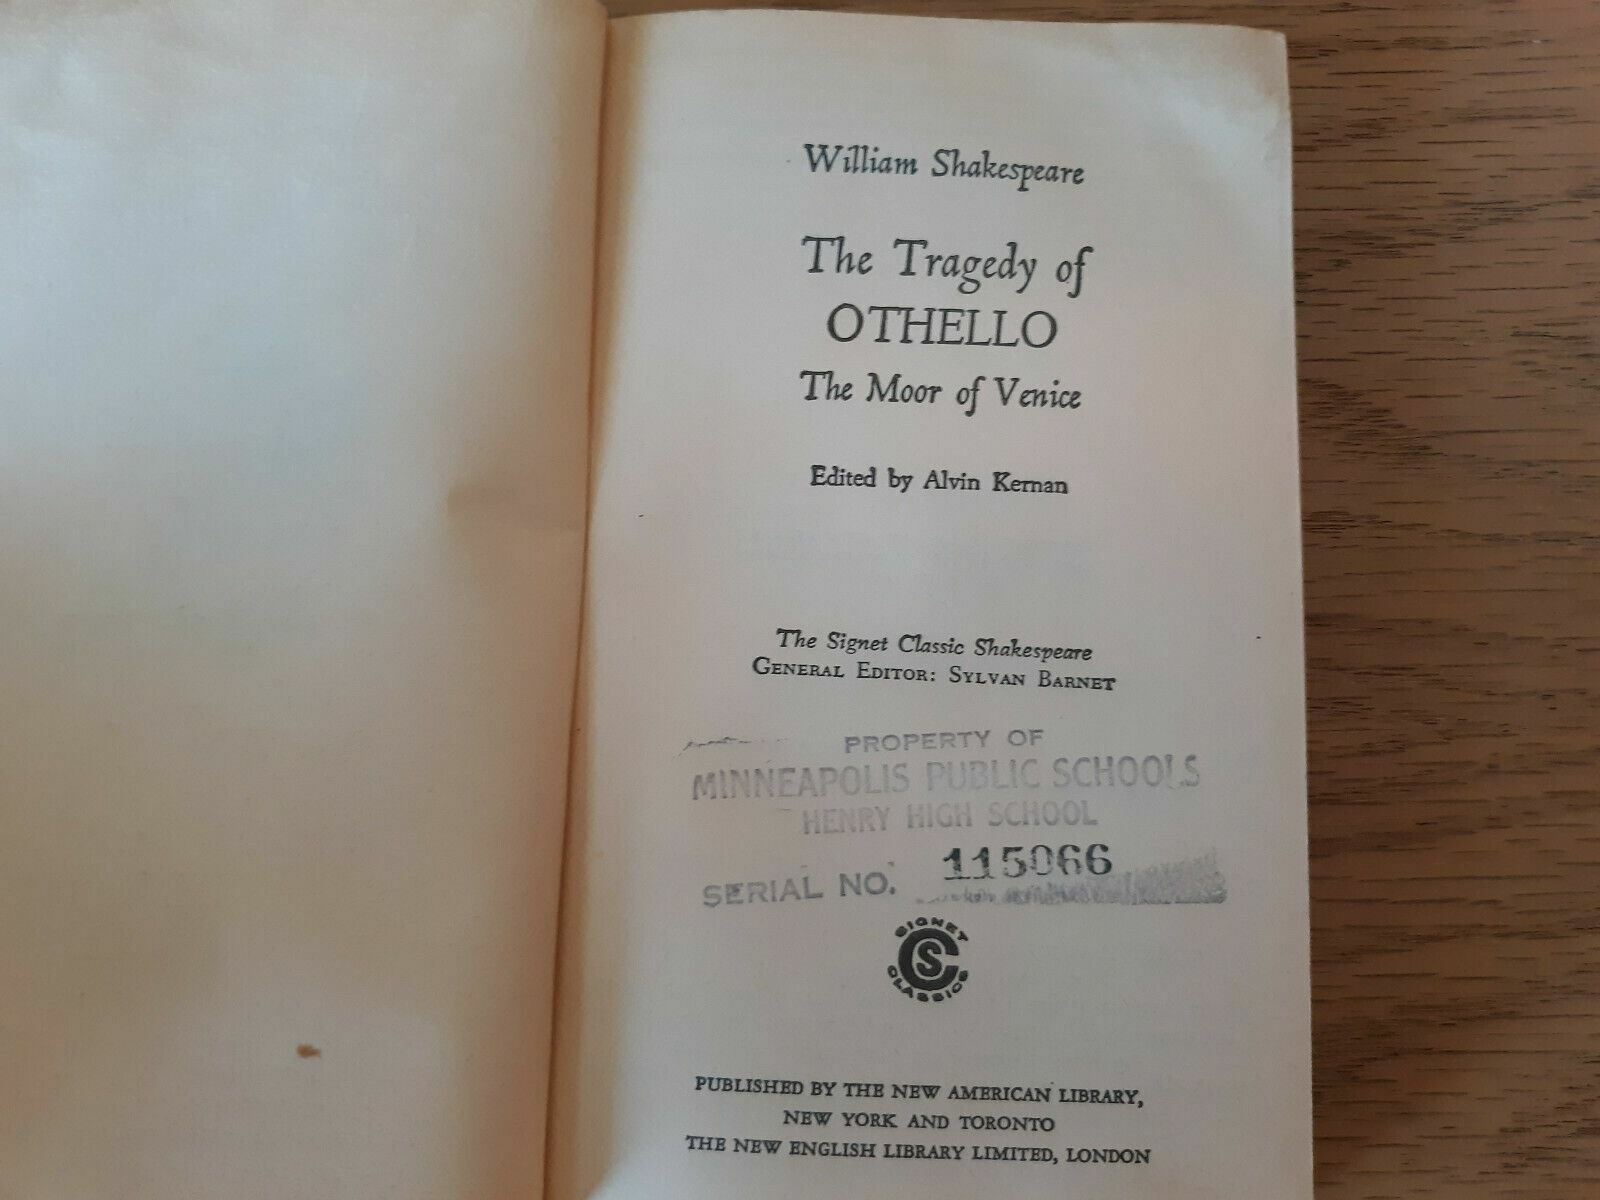 William Shakespeare
The Tragedy of
OTHELLO
The Moor of Venice
Edited by Alvin Kernan
The Signet Classic Shakespeare
GENERAL EDITOR: SYLVAN BARNET
PROPERTY OF
MINNEAPOLIS PUBLIC SCHOOLS
HENRY HIGH SCHOOL
SERIAL NO. 115066
SIGNET
CS
CLASSICS
PUBLISHED BY THE NEW AMERICAN LIBRARY,
NEW YORK AND TORONTO
THE NEW ENGLISH LIBRARY LIMITED, LONDON